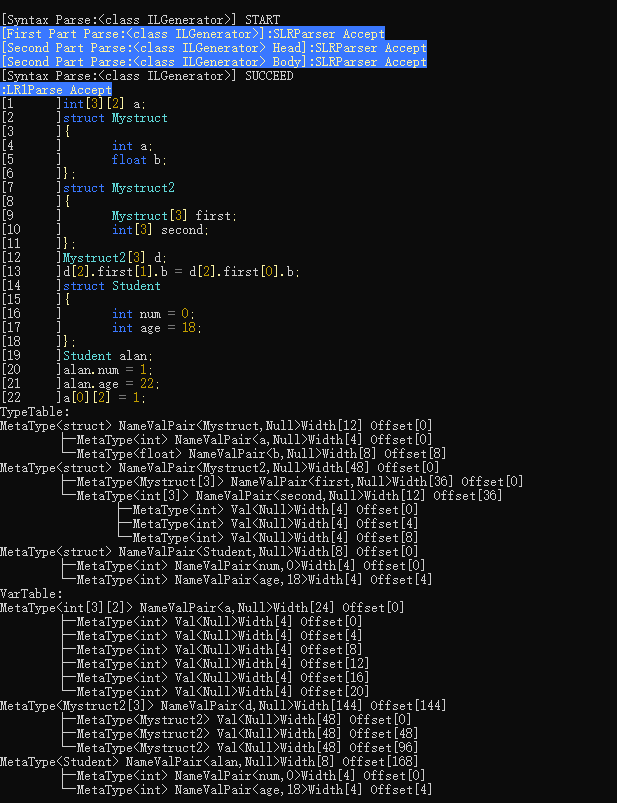 [Syntax Parse:<class ILGenerator>] START
[First Part Parse:<class ILGenerator>]:SLRParser Accept
[Second Part Parse:<class ILGenerator> Head]:SLRParser Accept
[Second Part Parse:<class ILGenerator> Body]:SLRParser Accept
[Syntax Parse:<class ILGenerator>] SUCCEED
:LR1Parse Accept
[1 ]int[3][2] a;
[2 ]struct Mystruct
[3 ]{
[4 ] int a;
[5 ] float b;
[6 ]};
[7 ]struct Mystruct2
[8 ]{
[9 ] Mystruct[3] first;
[10 ] int[3] second;
[11 ]};
[12 ]Mystruct2[3] d;
[13 ]d[2].first[1].b = d[2].first[0].b;
[14 ]struct Student
[15 ]{
[16 ] int num = 0;
[17 ] int age = 18;
[18 ]};
[19 ]Student alan;
[20 ]alan.num = 1;
[21 ]alan.age = 22;
[22 ]a[0][2] = 1;
TypeTable:
MetaType<struct> NameValPair<Mystruct,Null>Width[12] Offset[0]
├─MetaType<int> NameValPair<a,Null>Width[4] Offset[0]
└─MetaType<float> NameValPair<b,Null>Width[8] Offset[8]
MetaType<struct> NameValPair<Mystruct2,Null>Width[48] Offset[0]
├─MetaType<Mystruct[3]> NameValPair<first,Null>Width[36] Offset[0]
└─MetaType<int[3]> NameValPair<second,Null>Width[12] Offset[36]
├─MetaType<int> Val<Null>Width[4] Offset[0]
├─MetaType<int> Val<Null>Width[4] Offset[4]
└─MetaType<int> Val<Null>Width[4] Offset[8]
MetaType<struct> NameValPair<Student,Null>Width[8] Offset[0]
├─MetaType<int> NameValPair<num,0>Width[4] Offset[0]
└─MetaType<int> NameValPair<age,18>Width[4] Offset[4]
VarTable:
MetaType<int[3][2]> NameValPair<a,Null>Width[24] Offset[0]
├─MetaType<int> Val<Null>Width[4] Offset[0]
├─MetaType<int> Val<Null>Width[4] Offset[4]
├─MetaType<int> Val<Null>Width[4] Offset[8]
├─MetaType<int> Val<Null>Width[4] Offset[12]
├─MetaType<int> Val<Null>Width[4] Offset[16]
└─MetaType<int> Val<Null>Width[4] Offset[20]
MetaType<Mystruct2[3]> NameValPair<d,Null>Width[144] Offset[144]
├─MetaType<Mystruct2> Val<Null>Width[48] Offset[0]
├─MetaType<Mystruct2> Val<Null>Width[48] Offset[48]
└─MetaType<Mystruct2> Val<Null>Width[48] Offset[96]
MetaType<Student> NameValPair<alan,Null>Width[8] Offset[168]
├─MetaType<int> NameValPair<num,0>Width[4] Offset[0]
└─MetaType<int> NameValPair<age,18>Width[4] Offset[4]